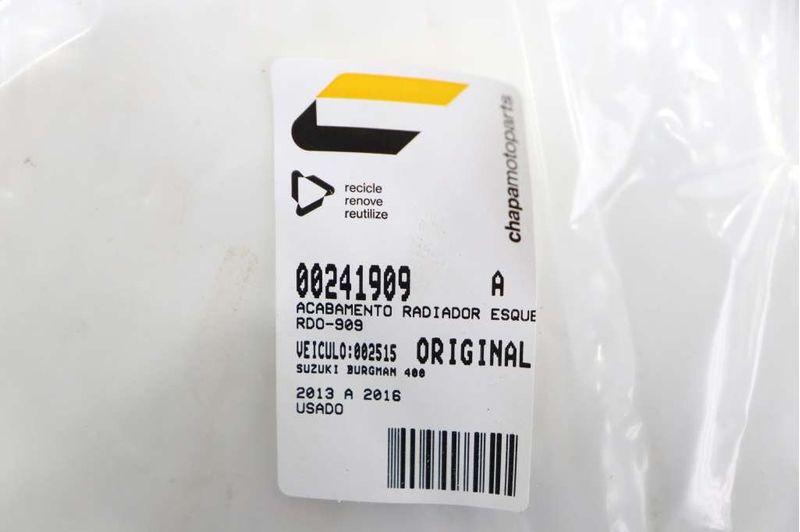 chapamotoparts
recicle
renove
reutilize
00241909 A
ACABAMENTO RADIADOR ESQUE
RDO-909
VEICULO:002515 ORIGINAL
SUZUKI BURGMAN 400
2013 A 2016
USADO